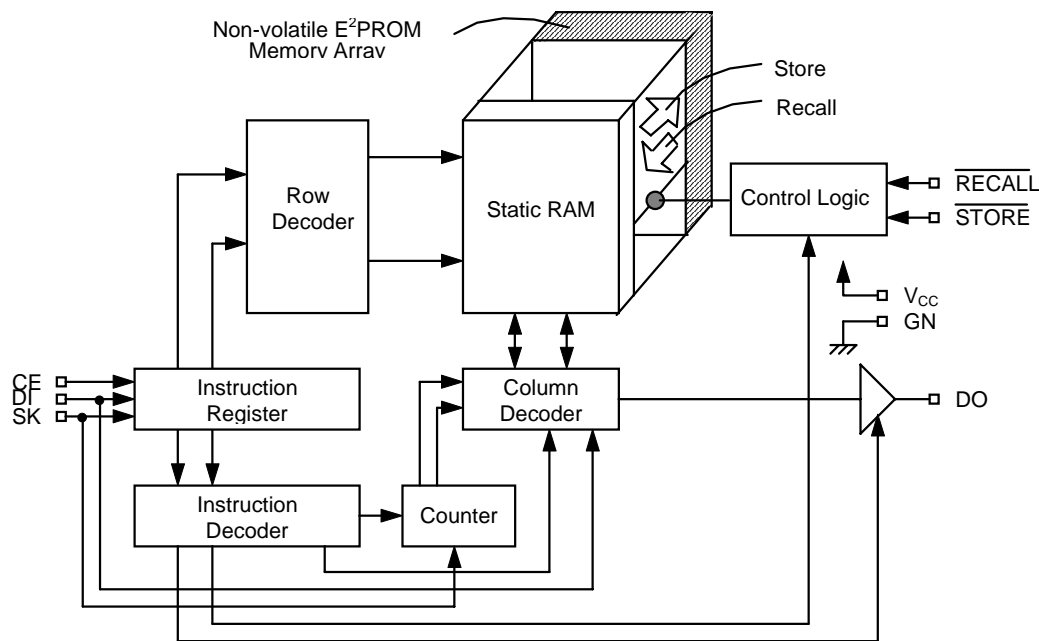 Non-volatile E²PROM
Memory Array
Store
Recall
Row
Decoder
Static RAM
Control Logic
RECALL
STORE
VCC
GN
CE
DI
SK
Instruction
Register
Column
Decoder
DO
Instruction
Decoder
Counter